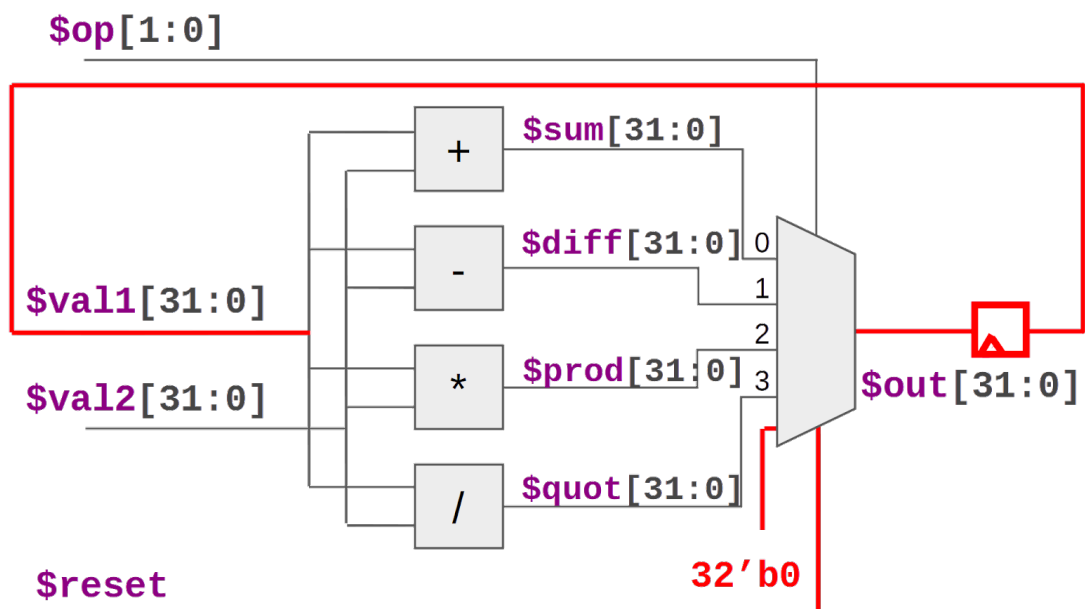 $op[1:0]
+
$sum[31:0]
-
$diff[31:0]
0
1
$val1[31:0]
2
*
$prod[31:0]
3
$val2[31:0]
$out[31:0]
/
$quot[31:0]
32’b0
$reset